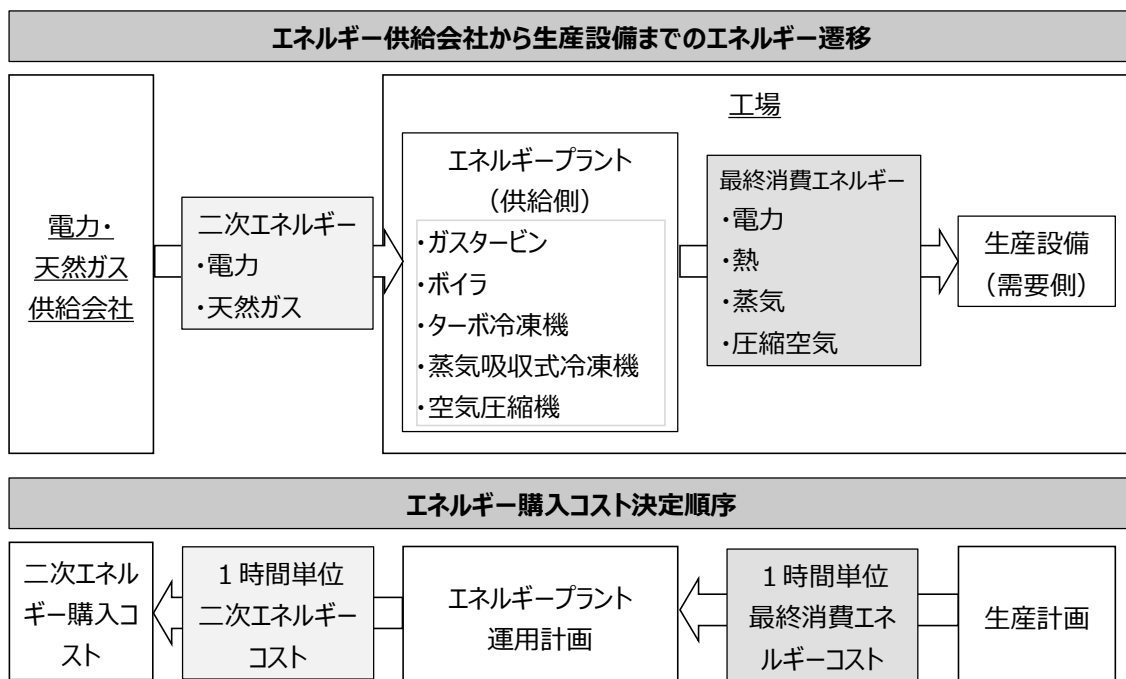 エネルギー供給会社から生産設備までのエネルギー遷移
電力・
天然ガス
供給会社
二次エネルギー
・電力
・天然ガス
工場
エネルギープラント
（供給側）
・ガスタービン
・ボイラ
・ターボ冷凍機
・蒸気吸収式冷凍機
・空気圧縮機
最終消費エネルギー
・電力
・熱
・蒸気
・圧縮空気
生産設備
（需要側）
エネルギー購入コスト決定順序
二次エネル
ギー購入コ
スト
１時間単位
二次エネルギー
コスト
エネルギープラント
運用計画
１時間単位
最終消費エネ
ルギーコスト
生産計画